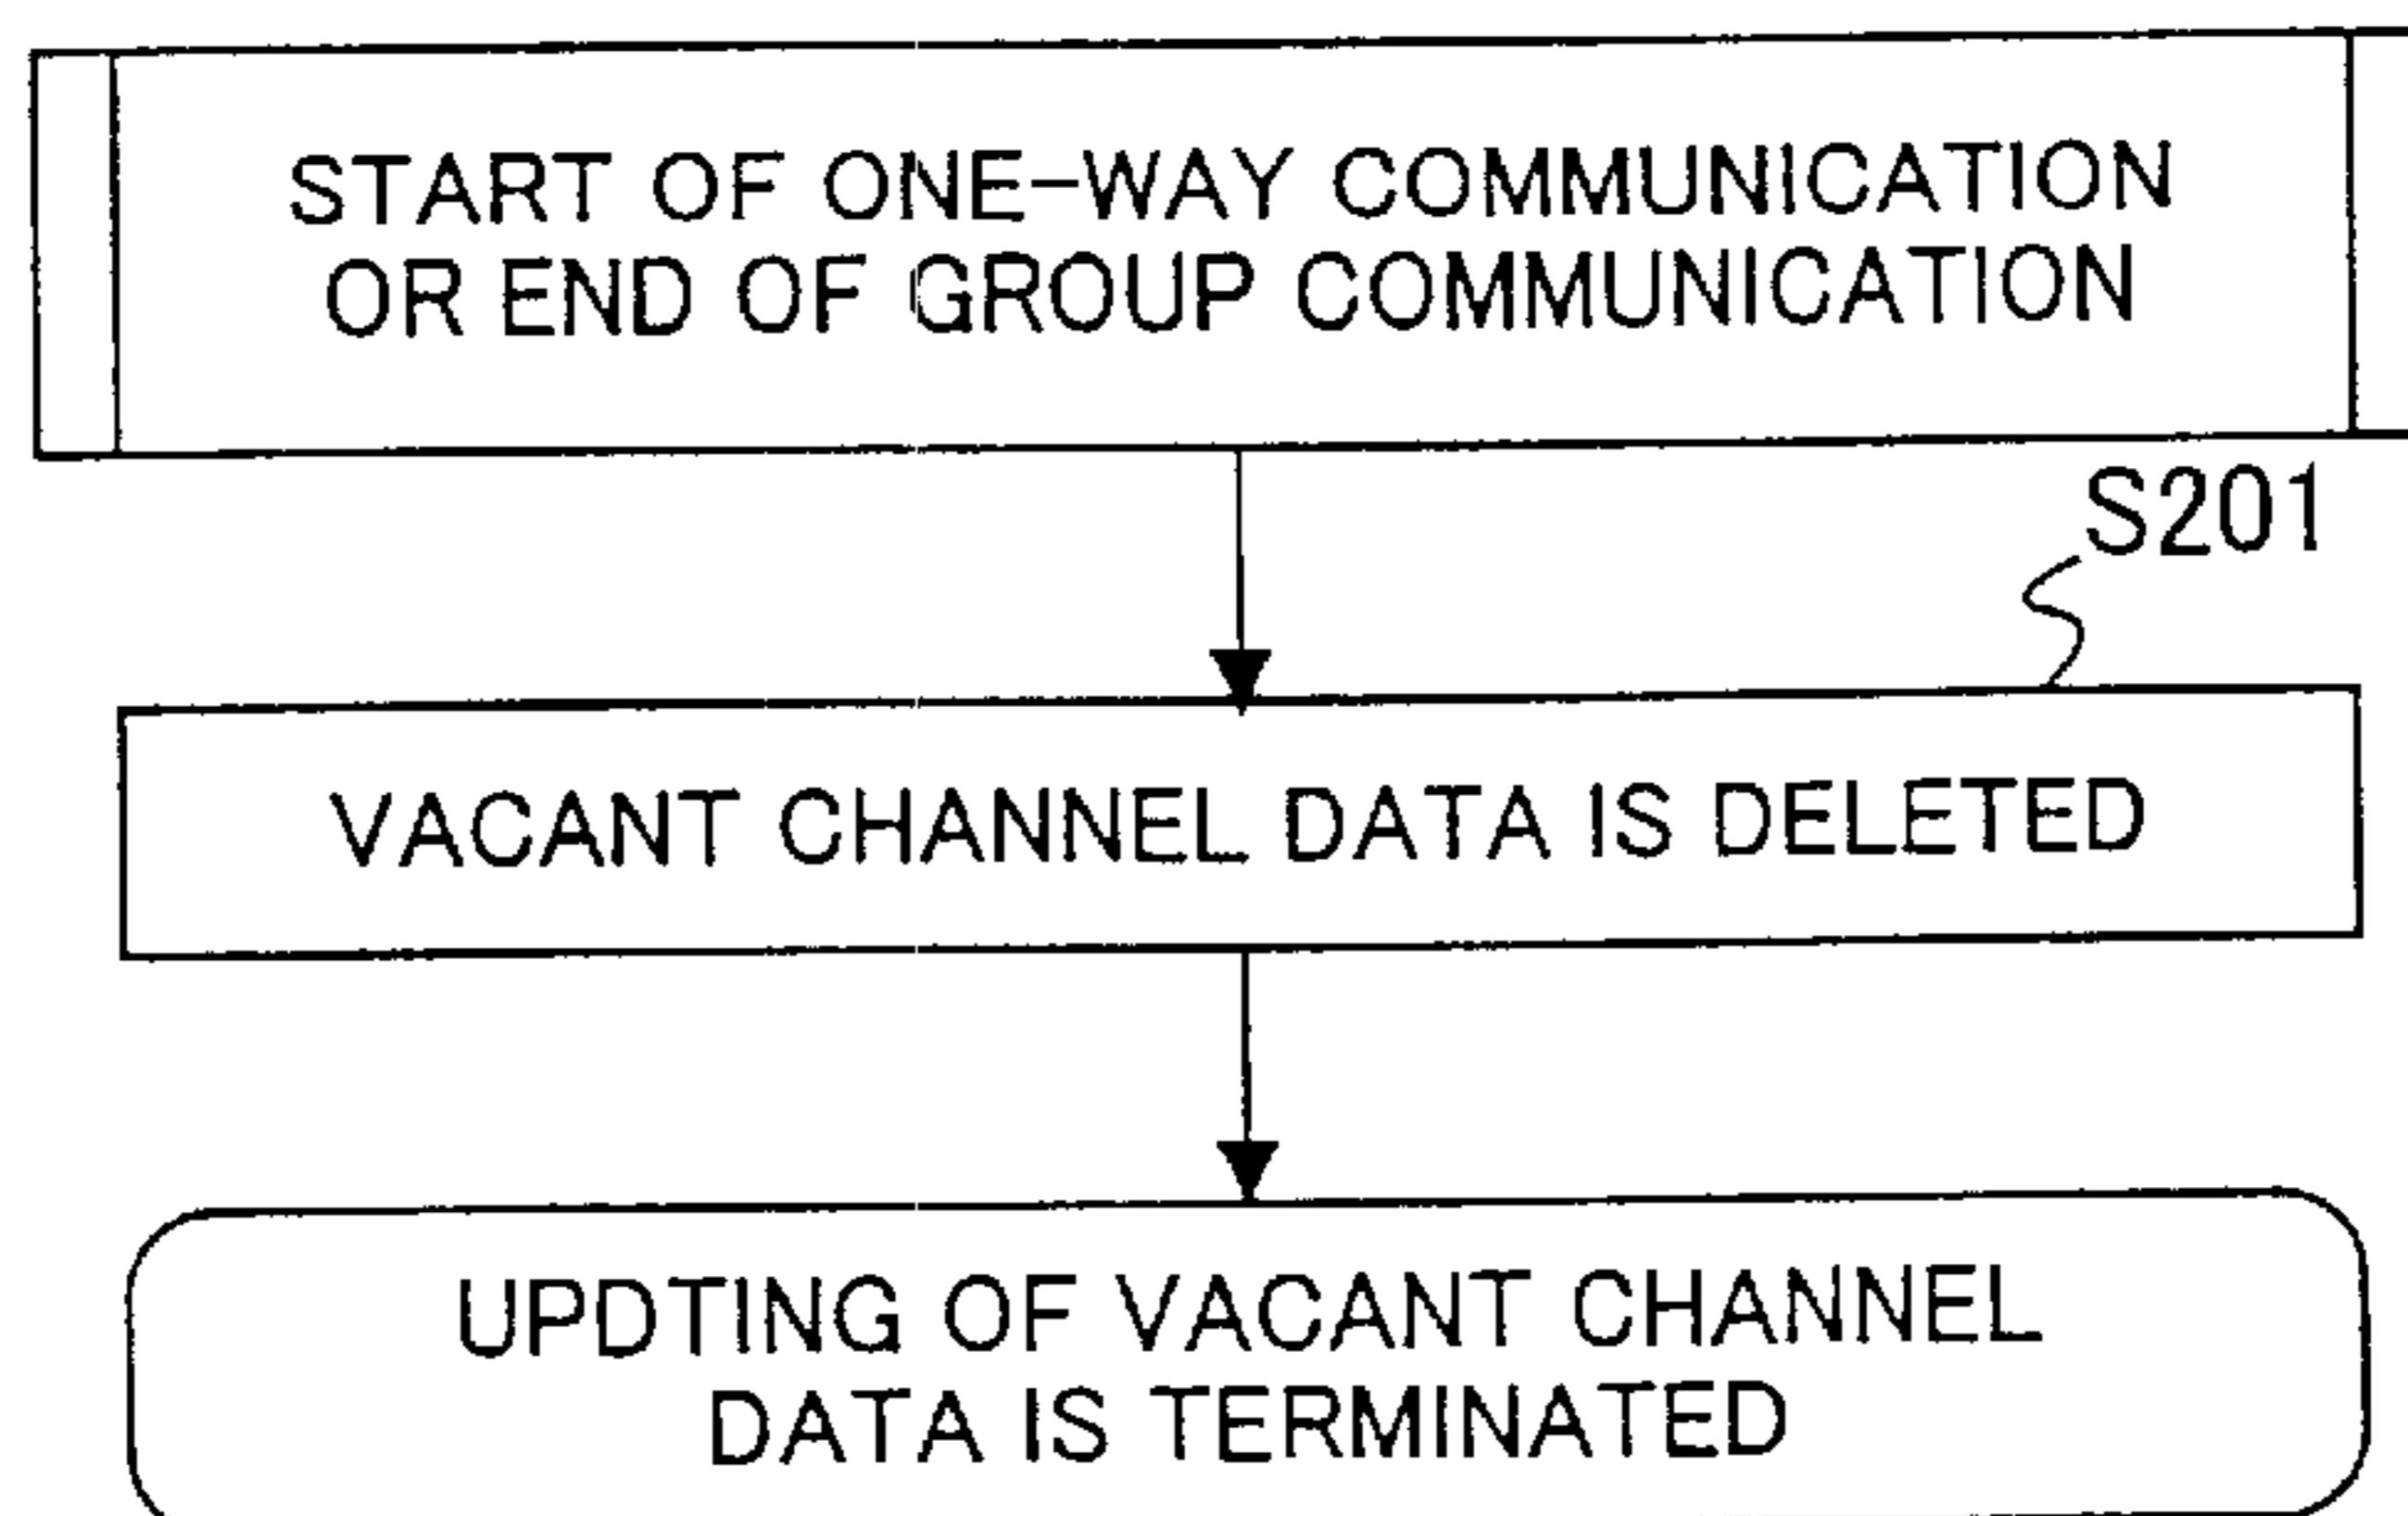 START OF ONE-WAY COMMUNICATION
OR END OF GROUP COMMUNICATION
S201
VACANT CHANNEL DATA IS DELETED
UPDTING OF VACANT CHANNEL
DATA IS TERMINATED